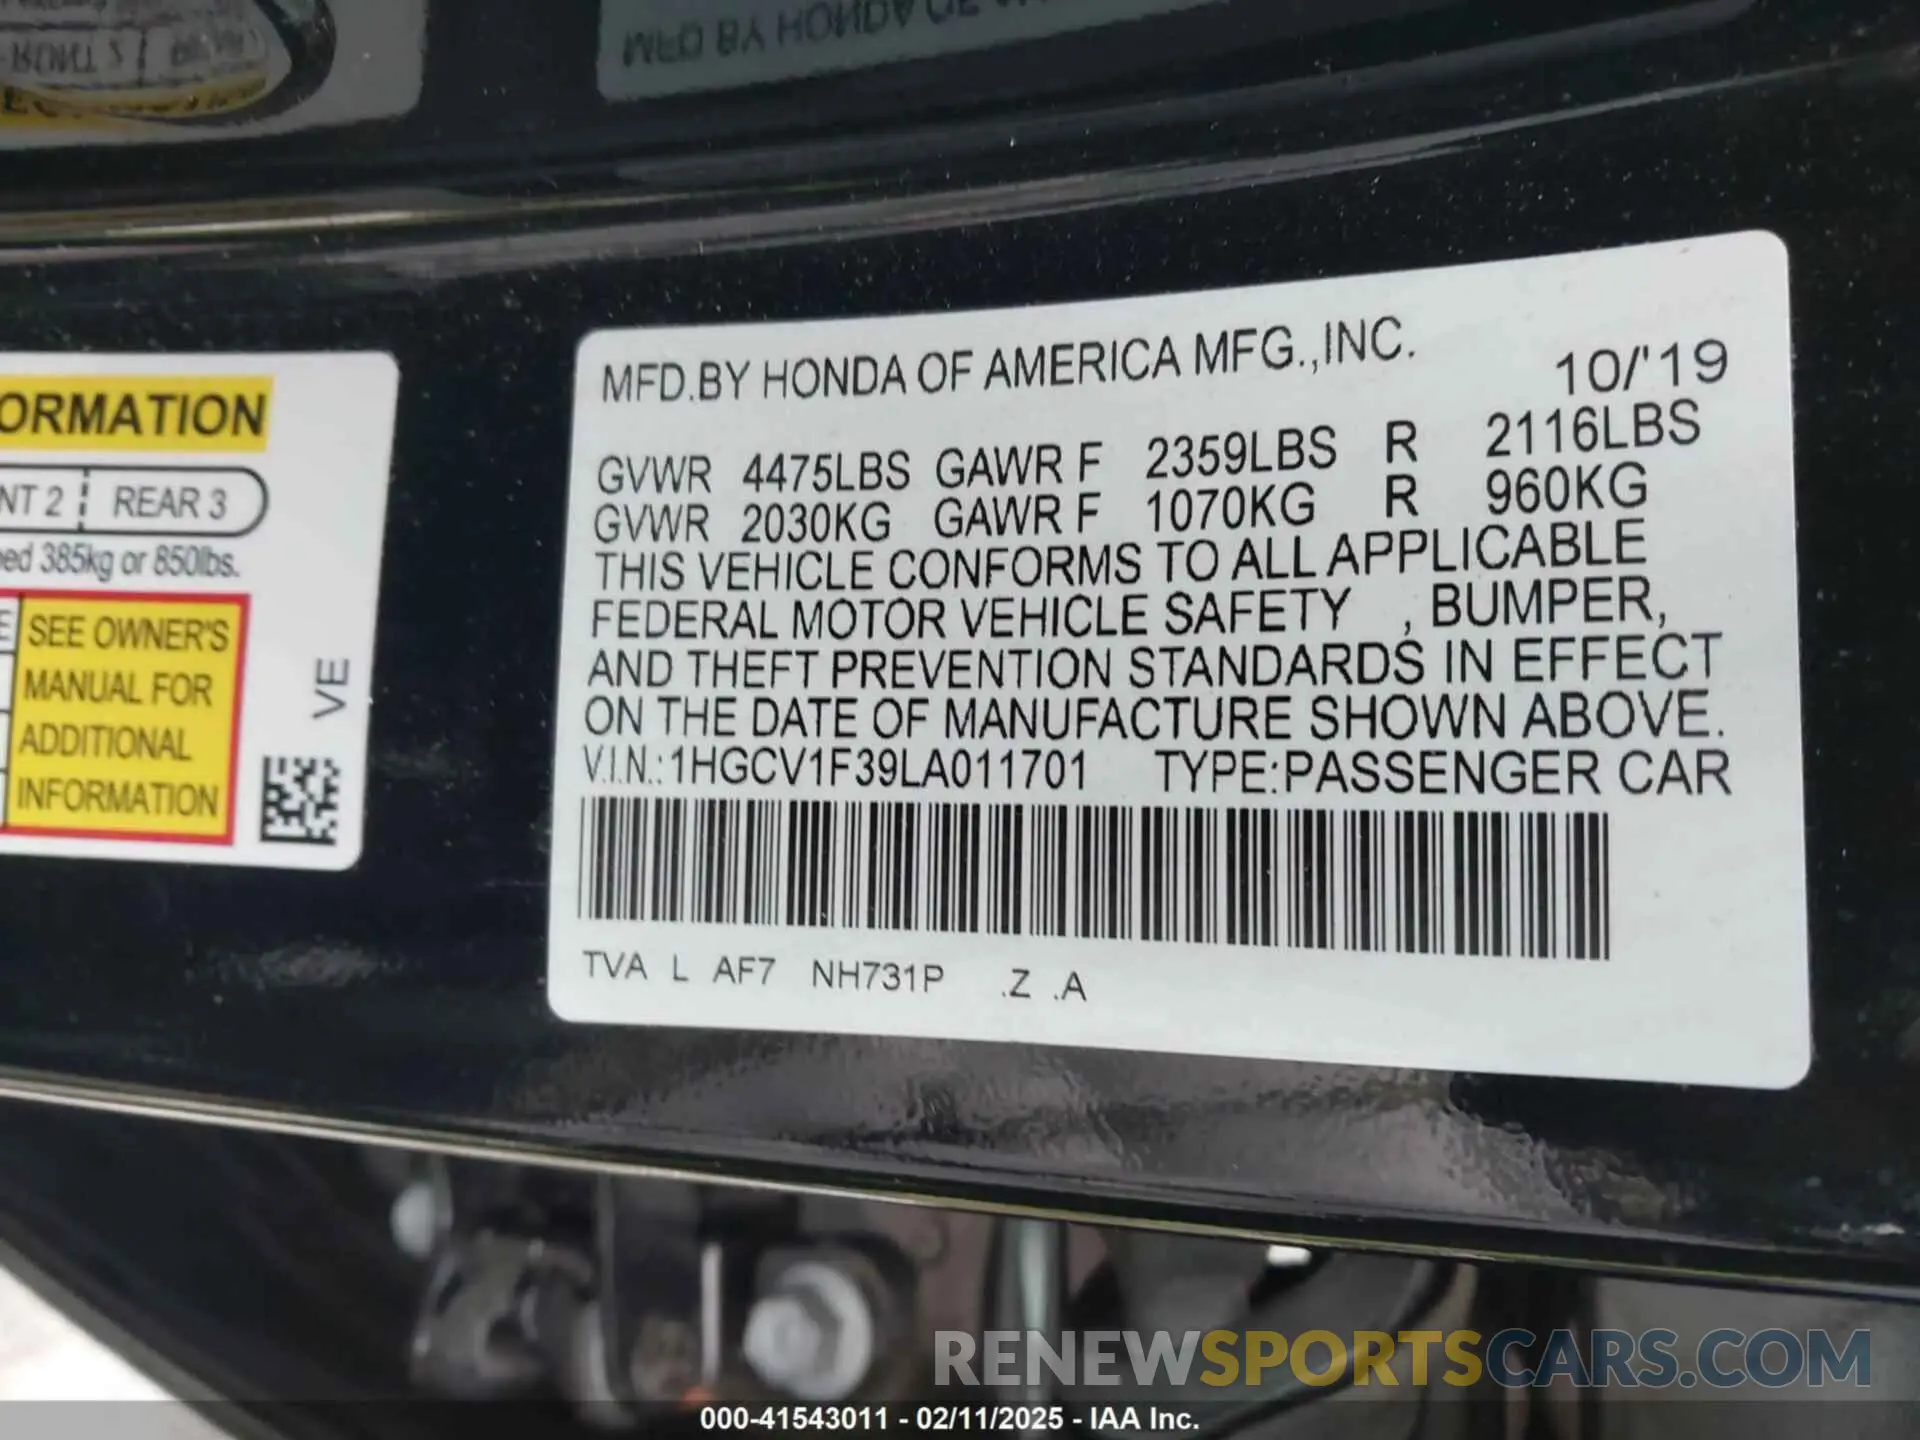 MFD BY HONDA OF
MFD.BY HONDA OF AMERICA MFG.,INC. 10/'19
GVWR 4475LBS GAWR F 2359LBS R 2116LBS
GVWR 2030KG GAWR F 1070KG R 960KG
THIS VEHICLE CONFORMS TO ALL APPLICABLE
FEDERAL MOTOR VEHICLE SAFETY , BUMPER,
AND THEFT PREVENTION STANDARDS IN EFFECT
ON THE DATE OF MANUFACTURE SHOWN ABOVE.
V.I.N.:1HGCV1F39LA011701 TYPE:PASSENGER CAR
TVA L AF7 NH731P .Z .A
ORMATION
NT 2 REAR 3
ed 385kg or 850lbs.
E SEE OWNER'S
MANUAL FOR
ADDITIONAL
INFORMATION
VE
RENEWSPORTSCARS.COM
000-41543011 - 02/11/2025 - IAA Inc.